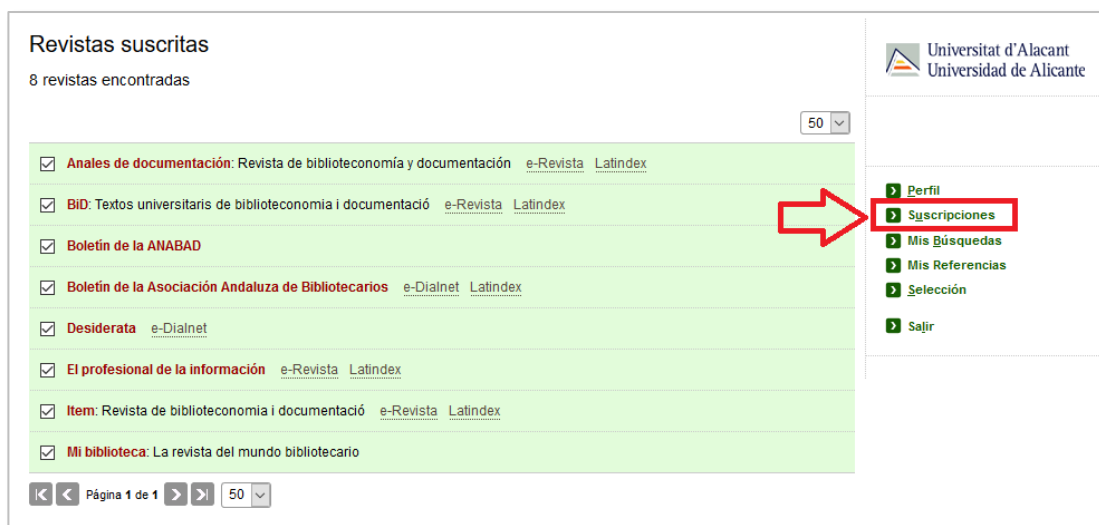 Revistas suscritas
8 revistas encontradas
50
Anales de documentación: Revista de biblioteconomía y documentación e-Revista Latindex
BiD: Textos universitaris de biblioteconomia i documentació e-Revista Latindex
Boletín de la ANABAD
Boletín de la Asociación Andaluza de Bibliotecarios e-Dialnet Latindex
Desiderata e-Dialnet
El profesional de la información e-Revista Latindex
Item: Revista de biblioteconomia i documentació e-Revista Latindex
Mi biblioteca: La revista del mundo bibliotecario
Página 1 de 1 50
Universitat d'Alacant
Universidad de Alicante
Perfil
Suscripciones
Mis Búsquedas
Mis Referencias
Selección
Salir